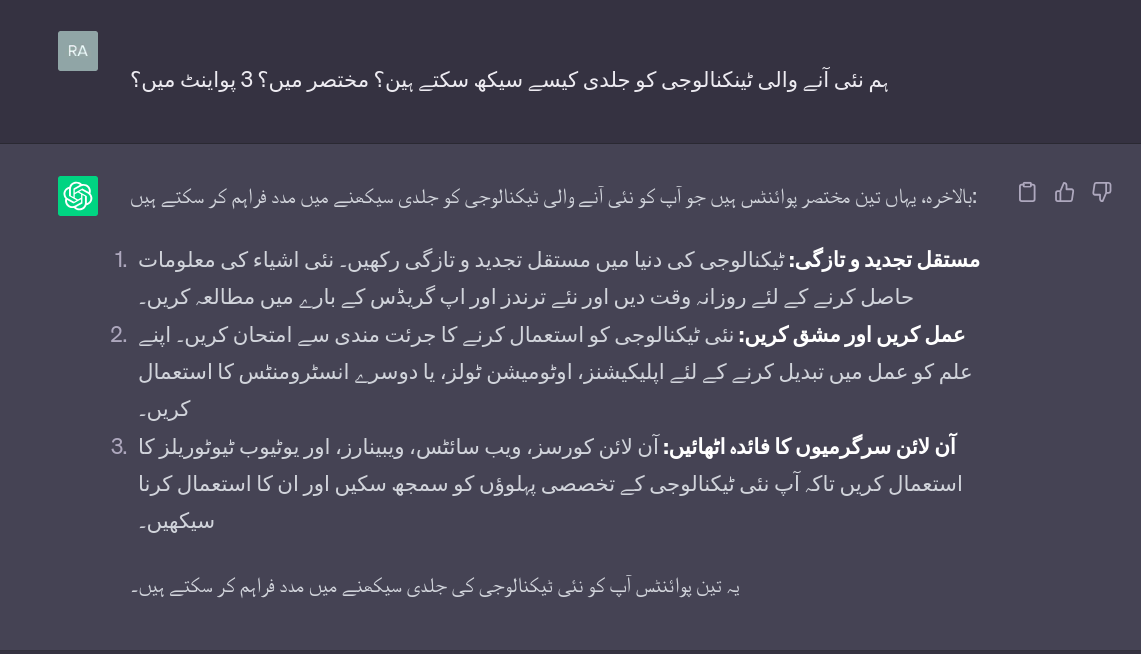 RA
ہم نئی آنے والی ٹینکنالوجی کو جلدی کیسے سیکھ سکتے ہین؟ مختصر میں؟ 3 پواینٹ میں؟
بالاخرہ، یہاں تین مختصر پوائنٹس ہیں جو آپ کو نئی آنے والی ٹیکنالوجی کو جلدی سیکھنے میں مدد فراہم کر سکتے ہیں:
1. مستقل تجدید و تازگی: ٹیکنالوجی کی دنیا میں مستقل تجدید و تازگی رکھیں۔ نئی اشیاء کی معلومات
حاصل کرنے کے لئے روزانہ وقت دیں اور نئے ترندز اور اپ گریڈس کے بارے میں مطالعہ کریں۔
2. عمل کریں اور مشق کریں: نئی ٹیکنالوجی کو استعمال کرنے کا جرئت مندی سے امتحان کریں۔ اپنے
علم کو عمل میں تبدیل کرنے کے لئے اپلیکیشنز، اوٹومیشن ٹولز، یا دوسرے انسٹرومنٹس کا استعمال
کریں۔
3. آن لائن سرگرمیوں کا فائدہ اٹھائیں: آن لائن کورسز، ویب سائٹس، ویبینارز، اور یوٹیوب ٹیوٹوریلز کا
استعمال کریں تاکہ آپ نئی ٹیکنالوجی کے تخصصی پہلوؤں کو سمجھ سکیں اور ان کا استعمال کرنا
سیکھیں۔
یہ تین پوائنٹس آپ کو نئی ٹیکنالوجی کی جلدی سیکھنے میں مدد فراہم کر سکتے ہیں۔